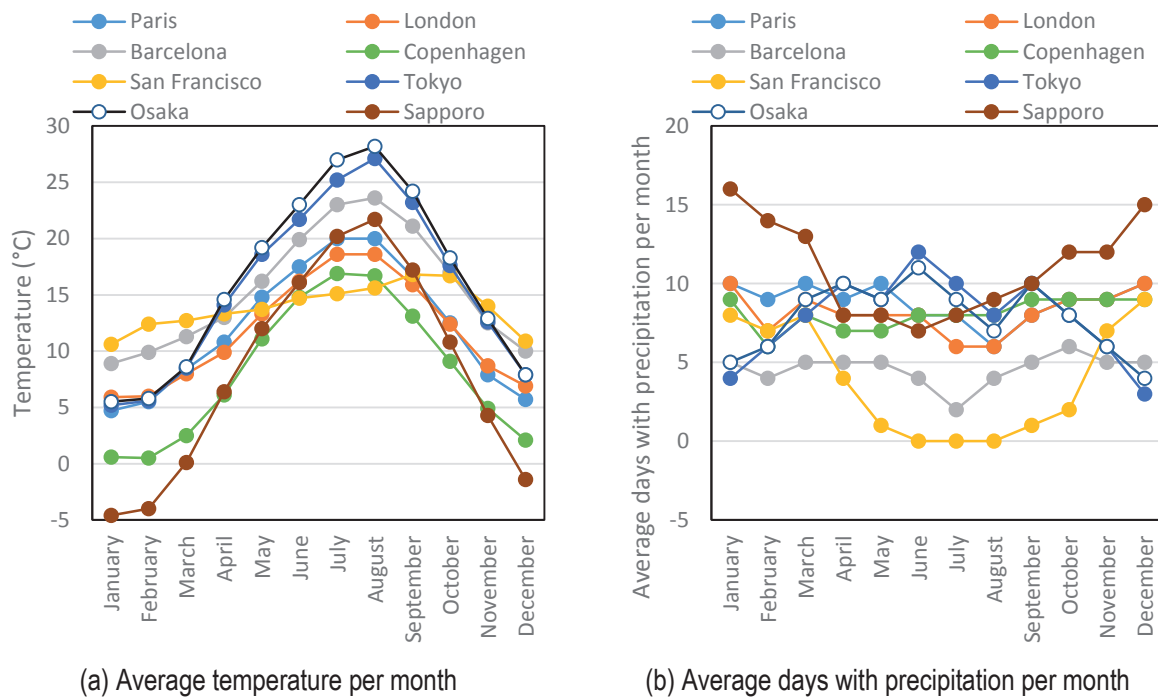 Paris London
Barcelona Copenhagen
San Francisco Tokyo
Osaka Sapporo
Temperature (°C)
30
25
20
15
10
5
0
-5
January
February
March
April
May
June
July
August
September
October
November
December
(a) Average temperature per month
Paris London
Barcelona Copenhagen
San Francisco Tokyo
Osaka Sapporo
Average days with precipitation per month
20
15
10
5
0
-5
January
February
March
April
May
June
July
August
September
October
November
December
(b) Average days with precipitation per month